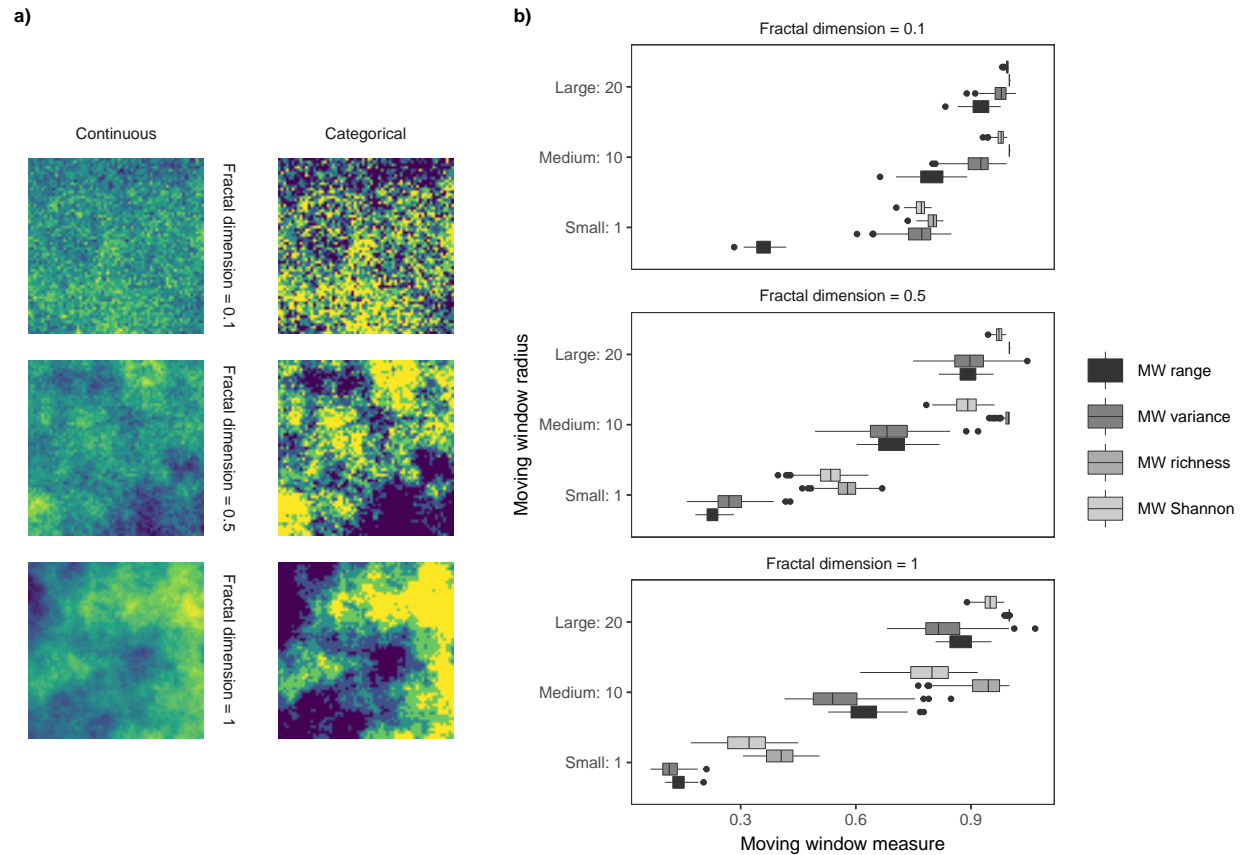 a)
Continuous
Categorical
Fractal dimension = 0.1
Fractal dimension = 0.5
Fractal dimension = 1
b)
Moving window radius
Fractal dimension = 0.1
Large: 20
Medium: 10
Small: 1
Fractal dimension = 0.5
Large: 20
Medium: 10
Small: 1
Fractal dimension = 1
Large: 20
Medium: 10
Small: 1
0.3 0.6 0.9
Moving window measure
MW range
MW variance
MW richness
MW Shannon